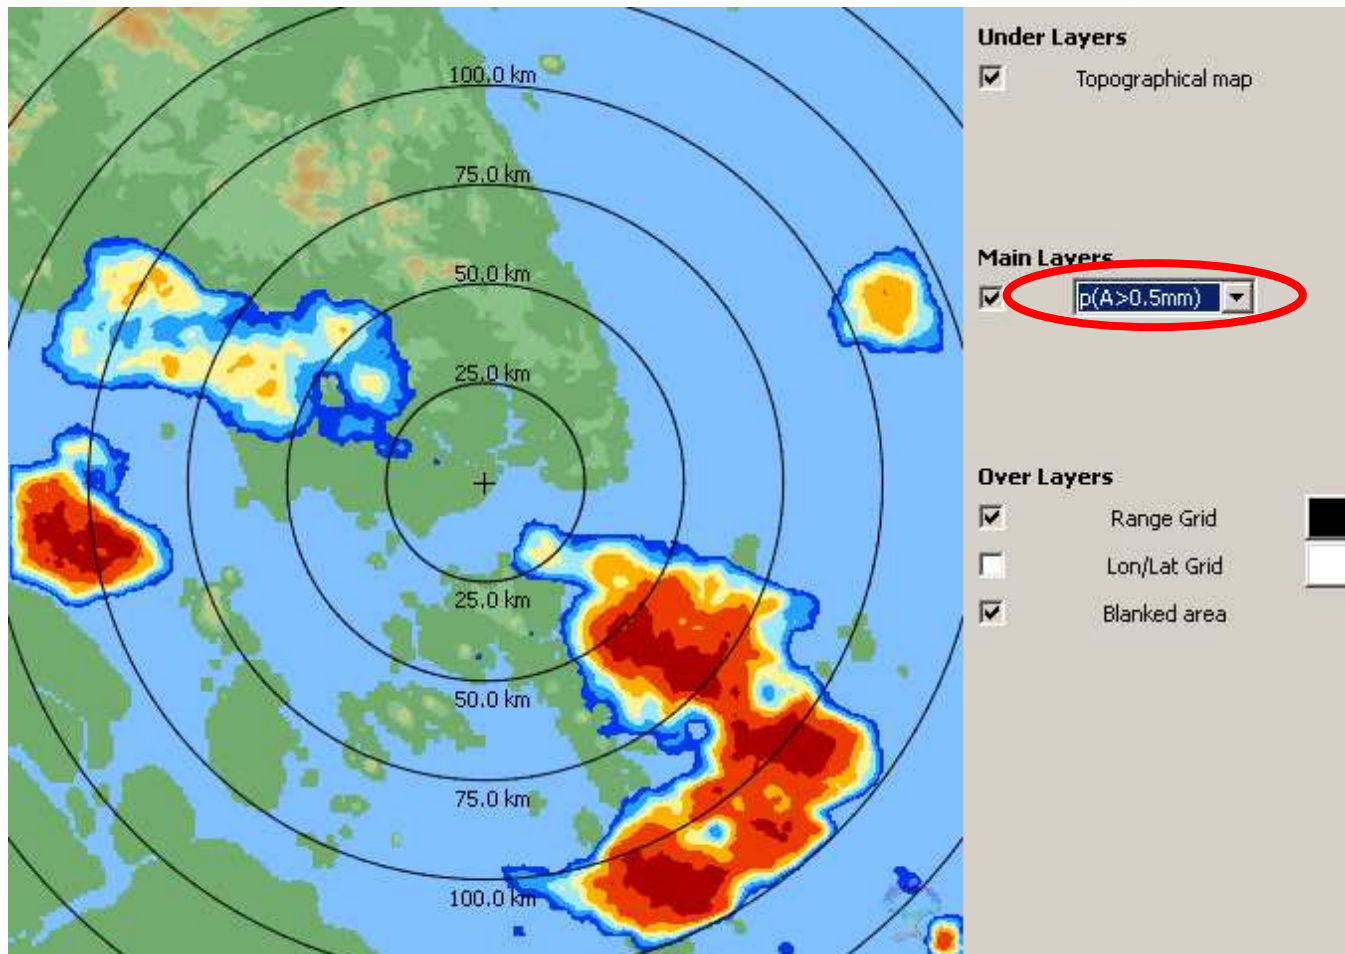 100.0 km
75.0 km
50.0 km
25.0 km
25.0 km
50.0 km
75.0 km
100.0 km
Under Layers
Topographical map
Main Layers
p(A>0.5mm)
Over Layers
Range Grid
Lon/Lat Grid
Blanked area